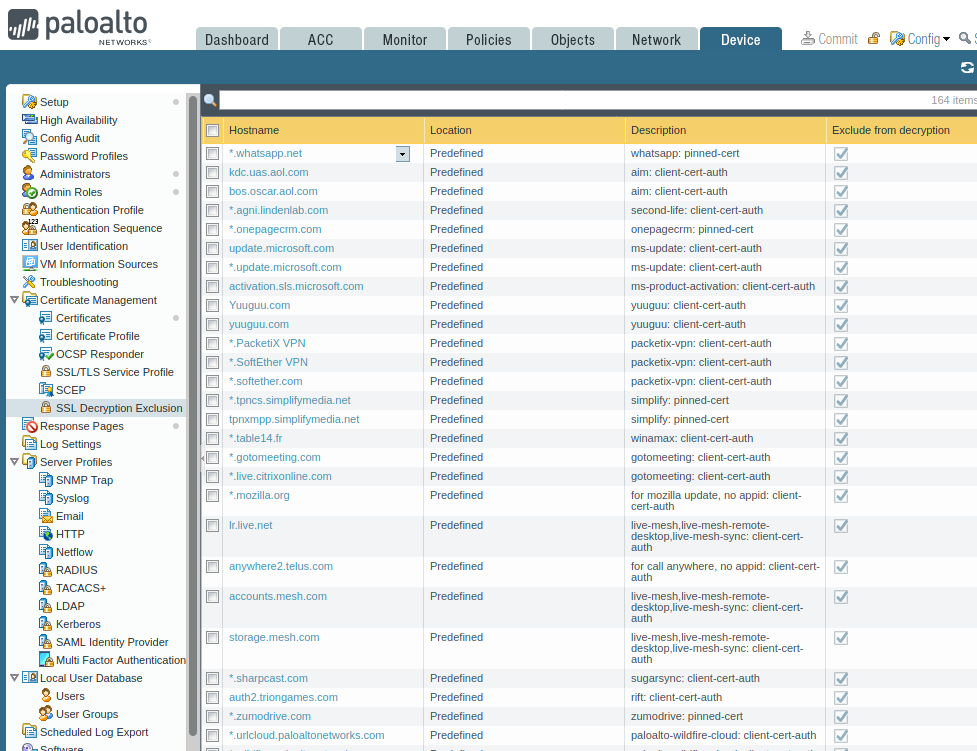 paloalto
NETWORKS®
Dashboard ACC Monitor Policies Objects Network Device Commit Config
164 items
Setup
High Availability
Config Audit
Password Profiles
Administrators
Admin Roles
Authentication Profile
Authentication Sequence
User Identification
VM Information Sources
Troubleshooting
Certificate Management
Certificates
Certificate Profile
OCSP Responder
SSL/TLS Service Profile
SCEP
SSL Decryption Exclusion
Response Pages
Log Settings
Server Profiles
SNMP Trap
Syslog
Email
HTTP
Netflow
RADIUS
TACACS+
LDAP
Kerberos
SAML Identity Provider
Multi Factor Authentication
Local User Database
Users
User Groups
Scheduled Log Export
Software
Hostname Location Description Exclude from decryption
*.whatsapp.net Predefined whatsapp: pinned-cert
kdc.uas.aol.com Predefined aim: client-cert-auth
bos.oscar.aol.com Predefined aim: client-cert-auth
*.agni.lindenlab.com Predefined second-life: client-cert-auth
*.onepagecrm.com Predefined onepagecrm: pinned-cert
update.microsoft.com Predefined ms-update: client-cert-auth
*.update.microsoft.com Predefined ms-update: client-cert-auth
activation.sls.microsoft.com Predefined ms-product-activation: client-cert-auth
Yuuguu.com Predefined yuuguu: client-cert-auth
yuuguu.com Predefined yuuguu: client-cert-auth
*.PacketiX VPN Predefined packetix-vpn: client-cert-auth
*.SoftEther VPN Predefined packetix-vpn: client-cert-auth
*.softether.com Predefined packetix-vpn: client-cert-auth
*.tpncs.simplifymedia.net Predefined simplify: pinned-cert
tpnxmpp.simplifymedia.net Predefined simplify: pinned-cert
*.table14.fr Predefined winamax: client-cert-auth
*.gotomeeting.com Predefined gotomeeting: client-cert-auth
*.live.citrixonline.com Predefined gotomeeting: client-cert-auth
*.mozilla.org Predefined for mozilla update, no appid: client-
cert-auth
lr.live.net Predefined live-mesh,live-mesh-remote-
desktop,live-mesh-sync: client-cert-
auth
anywhere2.telus.com Predefined for call anywhere, no appid: client-cert-
auth
accounts.mesh.com Predefined live-mesh,live-mesh-remote-
desktop,live-mesh-sync: client-cert-
auth
storage.mesh.com Predefined live-mesh,live-mesh-remote-
desktop,live-mesh-sync: client-cert-
auth
*.sharpcast.com Predefined sugarsync: client-cert-auth
auth2.triongames.com Predefined rift: client-cert-auth
*.zumodrive.com Predefined zumodrive: pinned-cert
*.urlcloud.paloaltonetworks.com Predefined paloalto-wildfire-cloud: client-cert-auth